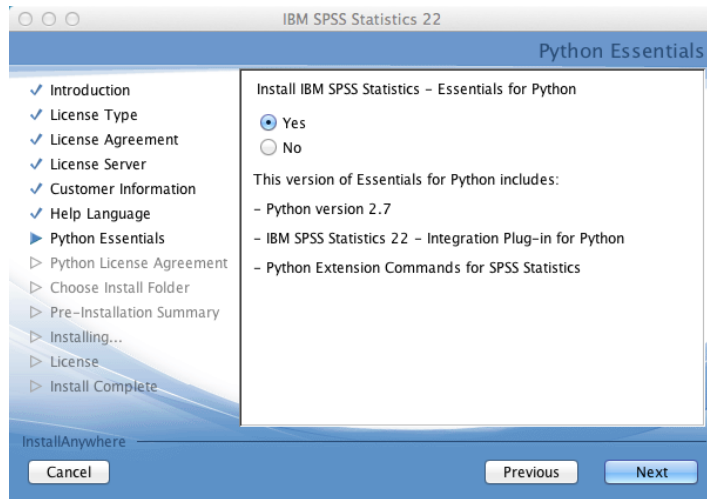 IBM SPSS Statistics 22
Python Essentials
Introduction
License Type
License Agreement
License Server
Customer Information
Help Language
Python Essentials
Python License Agreement
Choose Install Folder
Pre-Installation Summary
Installing...
License
Install Complete
Install IBM SPSS Statistics – Essentials for Python
Yes
No
This version of Essentials for Python includes:
– Python version 2.7
– IBM SPSS Statistics 22 – Integration Plug-in for Python
– Python Extension Commands for SPSS Statistics
InstallAnywhere
Cancel
Previous
Next